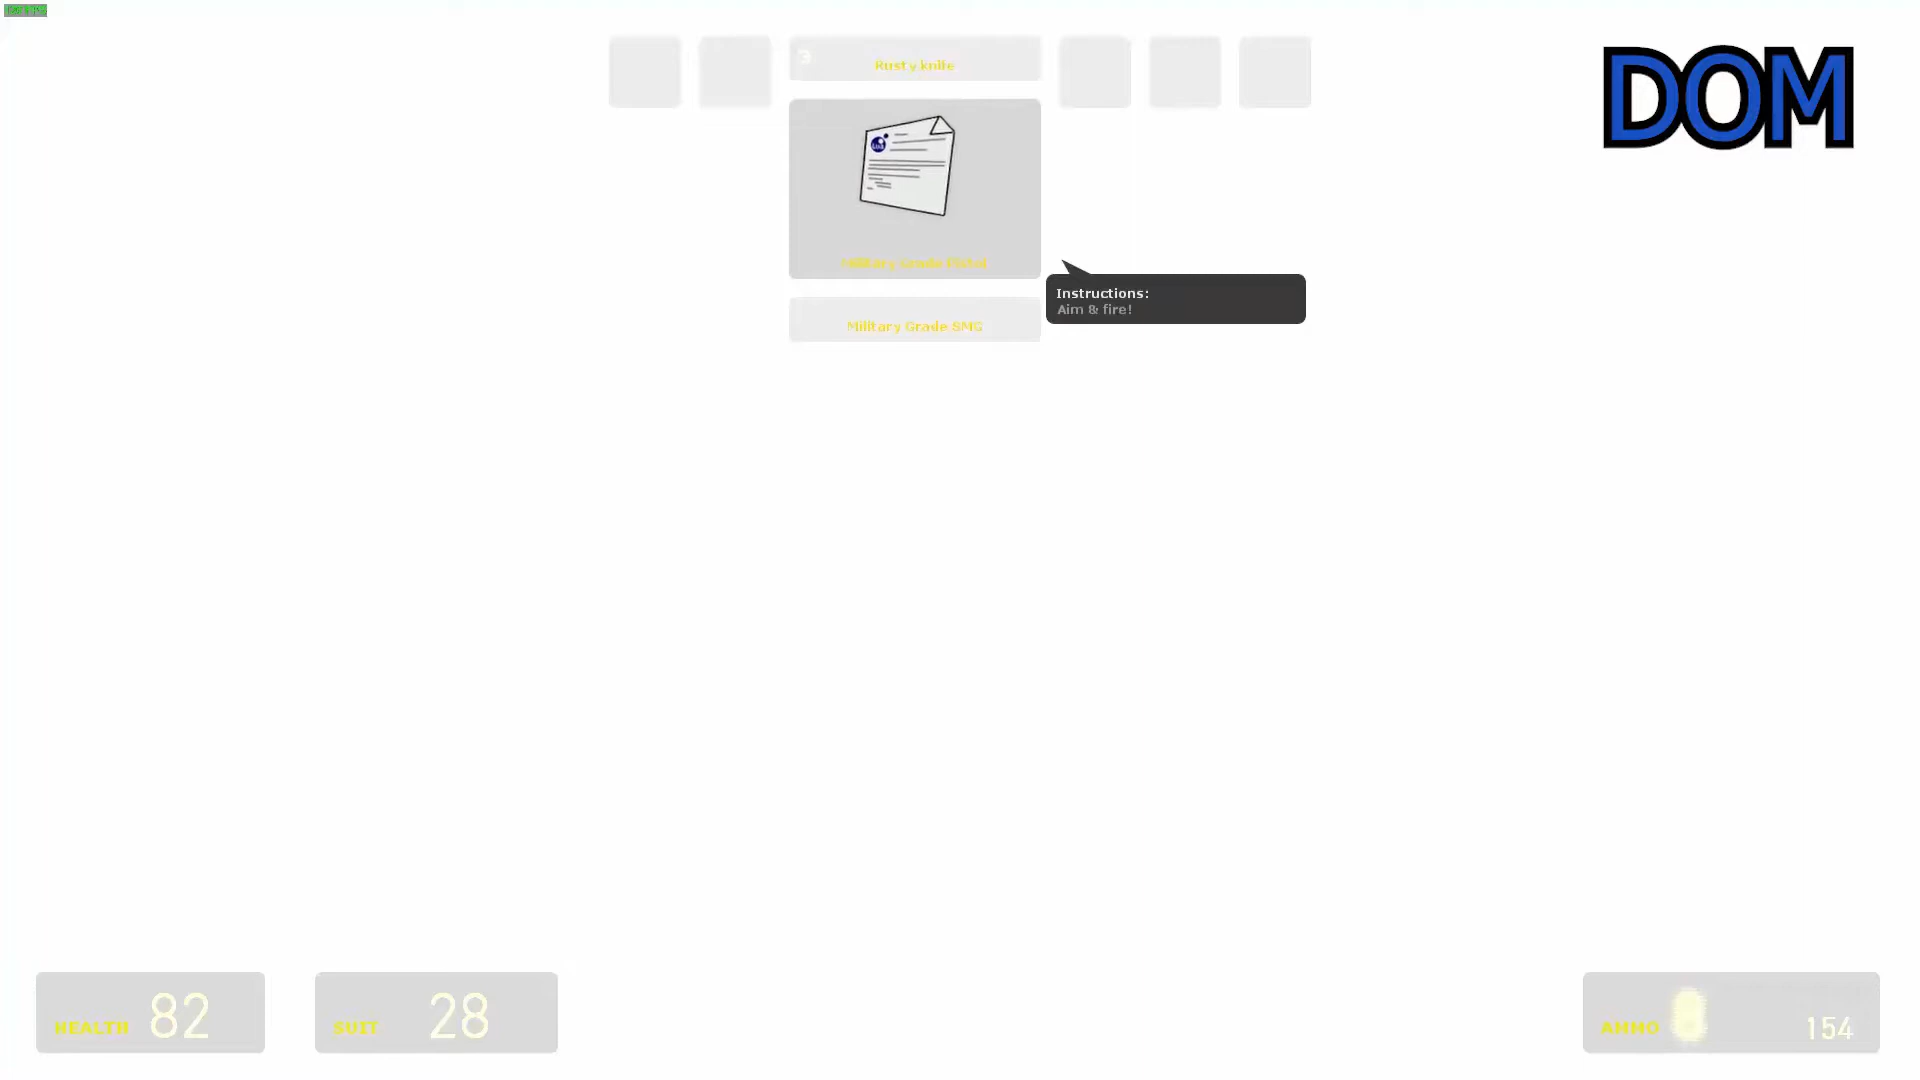 3
Rusty knife
DOM
Military Grade Pistol
Instructions:
Aim & fire!
Military Grade SMG
HEALTH 82
SUIT 28
AMMO 154